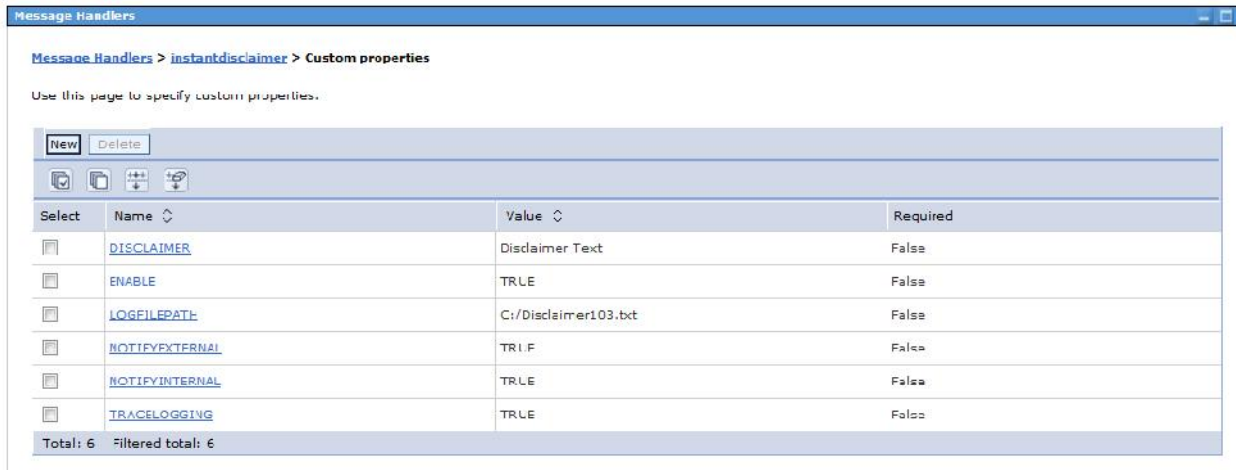 Message Handlers
Message Handlers > instantdisclaimer > Custom properties
Use this page to specify custom properties.
New Delete
Select Name Value Required
DISCLAIMER Disclaimer Text False
ENABLE TRUE False
LOGFILEPATH C:/Disclaimer103.txt False
NOTIFYEXTERNAL TRUE False
NOTIFYINTERNAL TRUE False
TRACELOGGING TRUE False
Total: 6 Filtered total: 6